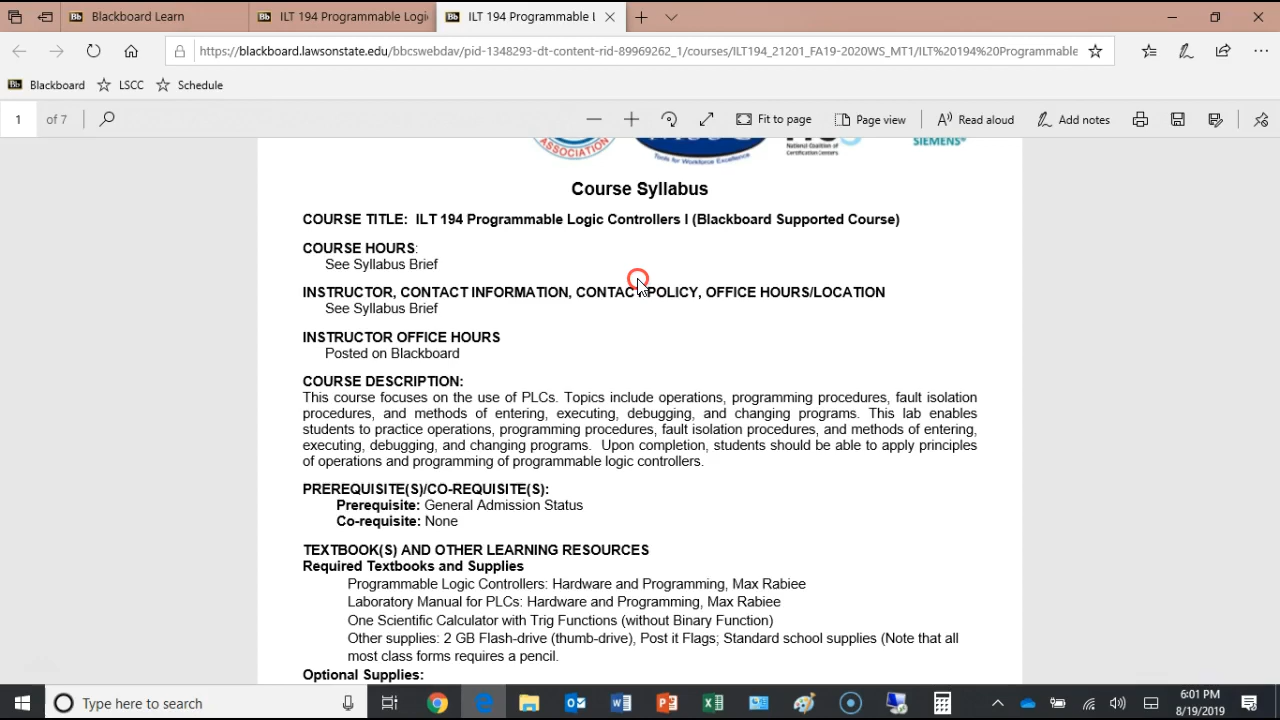 Blackboard Learn
ILT 194 Programmable Logi
ILT 194 Programmable L
https://blackboard.lawsonstate.edu/bbcswebdav/pid-1348293-dt-content-rid-89969262_1/courses/ILT194_21201_FA19-2020WS_MT1/ILT%20194%20Programmable
Blackboard
LSCC
Schedule
1 of 7
Fit to page
Page view
Read aloud
Add notes
ASSOCIATION
Tools for Workforce Excellence
National Coalition of
Certification Centers
SIEMENS
Course Syllabus
COURSE TITLE: ILT 194 Programmable Logic Controllers I (Blackboard Supported Course)
COURSE HOURS:
See Syllabus Brief
INSTRUCTOR, CONTACT INFORMATION, CONTACT POLICY, OFFICE HOURS/LOCATION
See Syllabus Brief
INSTRUCTOR OFFICE HOURS
Posted on Blackboard
COURSE DESCRIPTION:
This course focuses on the use of PLCs. Topics include operations, programming procedures, fault isolation
procedures, and methods of entering, executing, debugging, and changing programs. This lab enables
students to practice operations, programming procedures, fault isolation procedures, and methods of entering,
executing, debugging, and changing programs. Upon completion, students should be able to apply principles
of operations and programming of programmable logic controllers.
PREREQUISITE(S)/CO-REQUISITE(S):
Prerequisite: General Admission Status
Co-requisite: None
TEXTBOOK(S) AND OTHER LEARNING RESOURCES
Required Textbooks and Supplies
Programmable Logic Controllers: Hardware and Programming, Max Rabiee
Laboratory Manual for PLCs: Hardware and Programming, Max Rabiee
One Scientific Calculator with Trig Functions (without Binary Function)
Other supplies: 2 GB Flash-drive (thumb-drive), Post it Flags; Standard school supplies (Note that all
most class forms requires a pencil.
Optional Supplies:
Type here to search
6:01 PM
8/19/2019